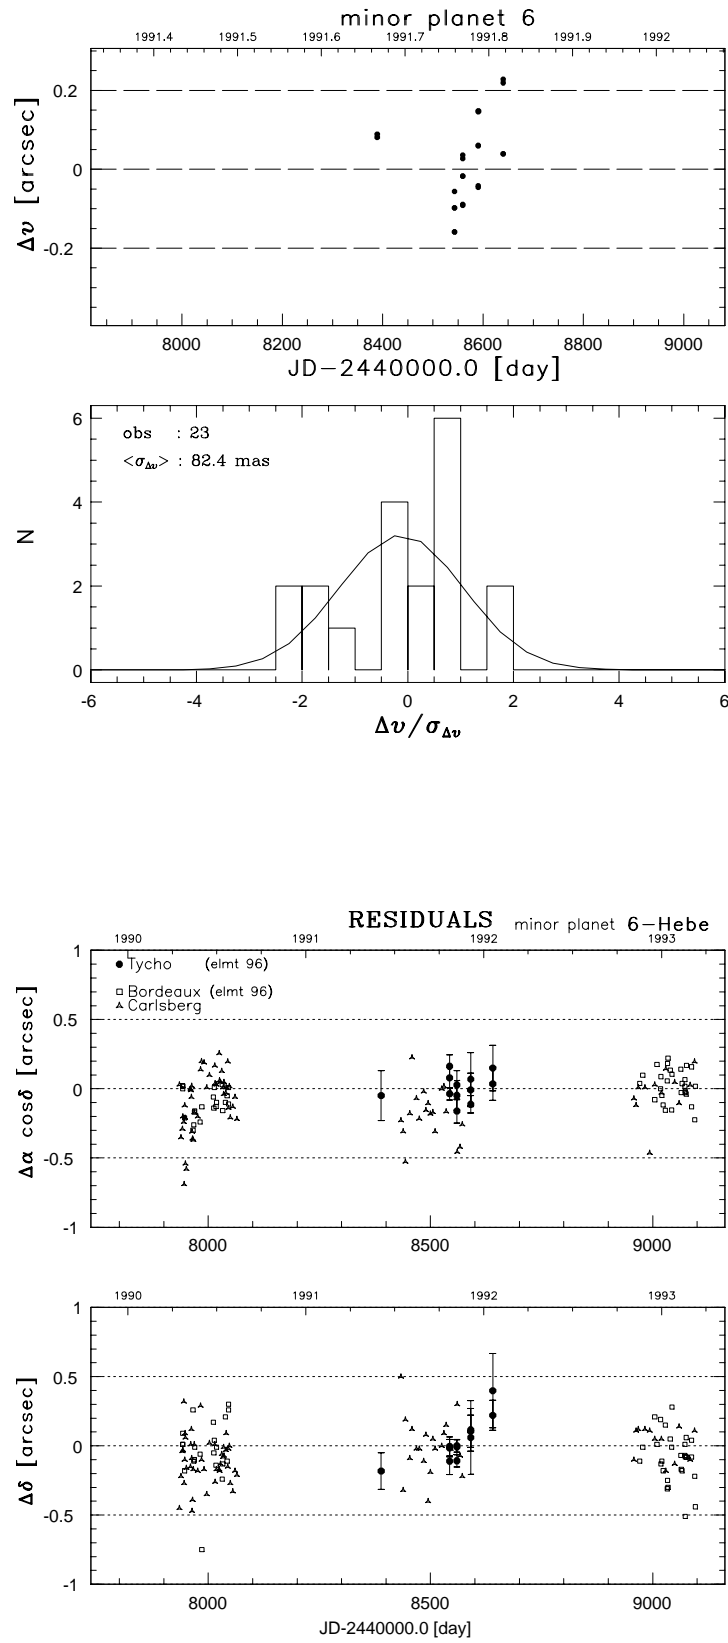 minor planet 6
1991.4 1991.5 1991.6 1991.7 1991.8 1991.9 1992
0.2
0
-0.2
Δv [arcsec]
8000 8200 8400 8600 8800 9000
JD−2440000.0 [day]
6
4
2
0
N
obs : 23
<σΔv> : 82.4 mas
-6 -4 -2 0 2 4 6
Δv/σΔv
RESIDUALS minor planet 6−Hebe
1990 1991 1992 1993
1
0.5
0
-0.5
-1
Δα cosδ [arcsec]
Tycho (elmt 96)
Bordeaux (elmt 96)
Carlsberg
8000 8500 9000
1990 1991 1992 1993
1
0.5
0
-0.5
-1
Δδ [arcsec]
8000 8500 9000
JD-2440000.0 [day]